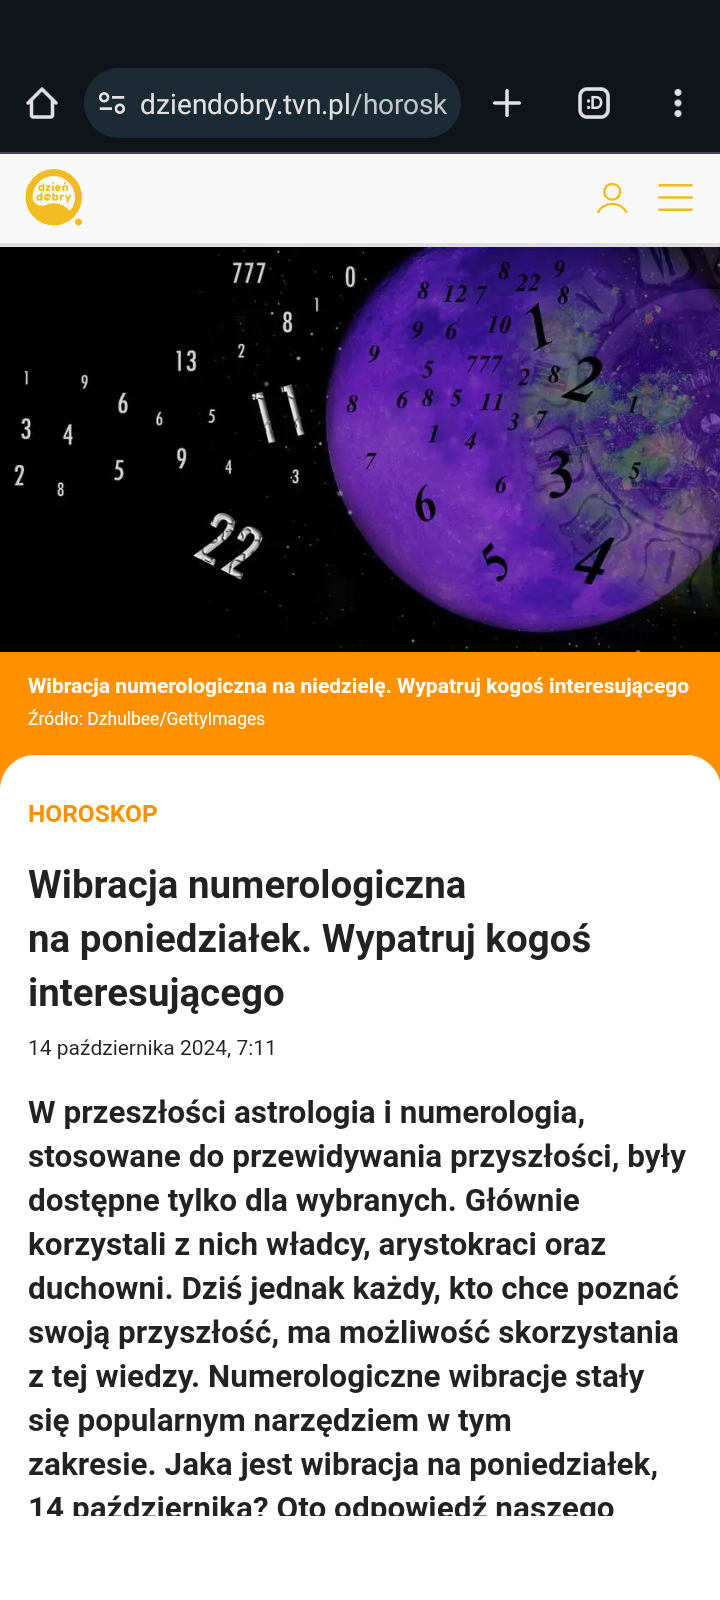 dziendobry.tvn.pl/horosk
:D
dzień
dobry
777
0
8
12
7
8
22
9
8
1
8
9
6
10
1
13
2
9
5
777
2
8
2
1
9
6
6
5
11
8
6
8
5
11
3
7
1
3
4
1
4
2
8
5
9
4
3
7
6
6
3
5
22
5
4
Wibracja numerologiczna na niedzielę. Wypatruj kogoś interesującego
Źródło: Dzhulbee/GettyImages
HOROSKOP
Wibracja numerologiczna
na poniedziałek. Wypatruj kogoś
interesującego
14 października 2024, 7:11
W przeszłości astrologia i numerologia,
stosowane do przewidywania przyszłości, były
dostępne tylko dla wybranych. Głównie
korzystali z nich władcy, arystokraci oraz
duchowni. Dziś jednak każdy, kto chce poznać
swoją przyszłość, ma możliwość skorzystania
z tej wiedzy. Numerologiczne wibracje stały
się popularnym narzędziem w tym
zakresie. Jaka jest wibracja na poniedziałek,
14 października? Oto odpowiedź naszego